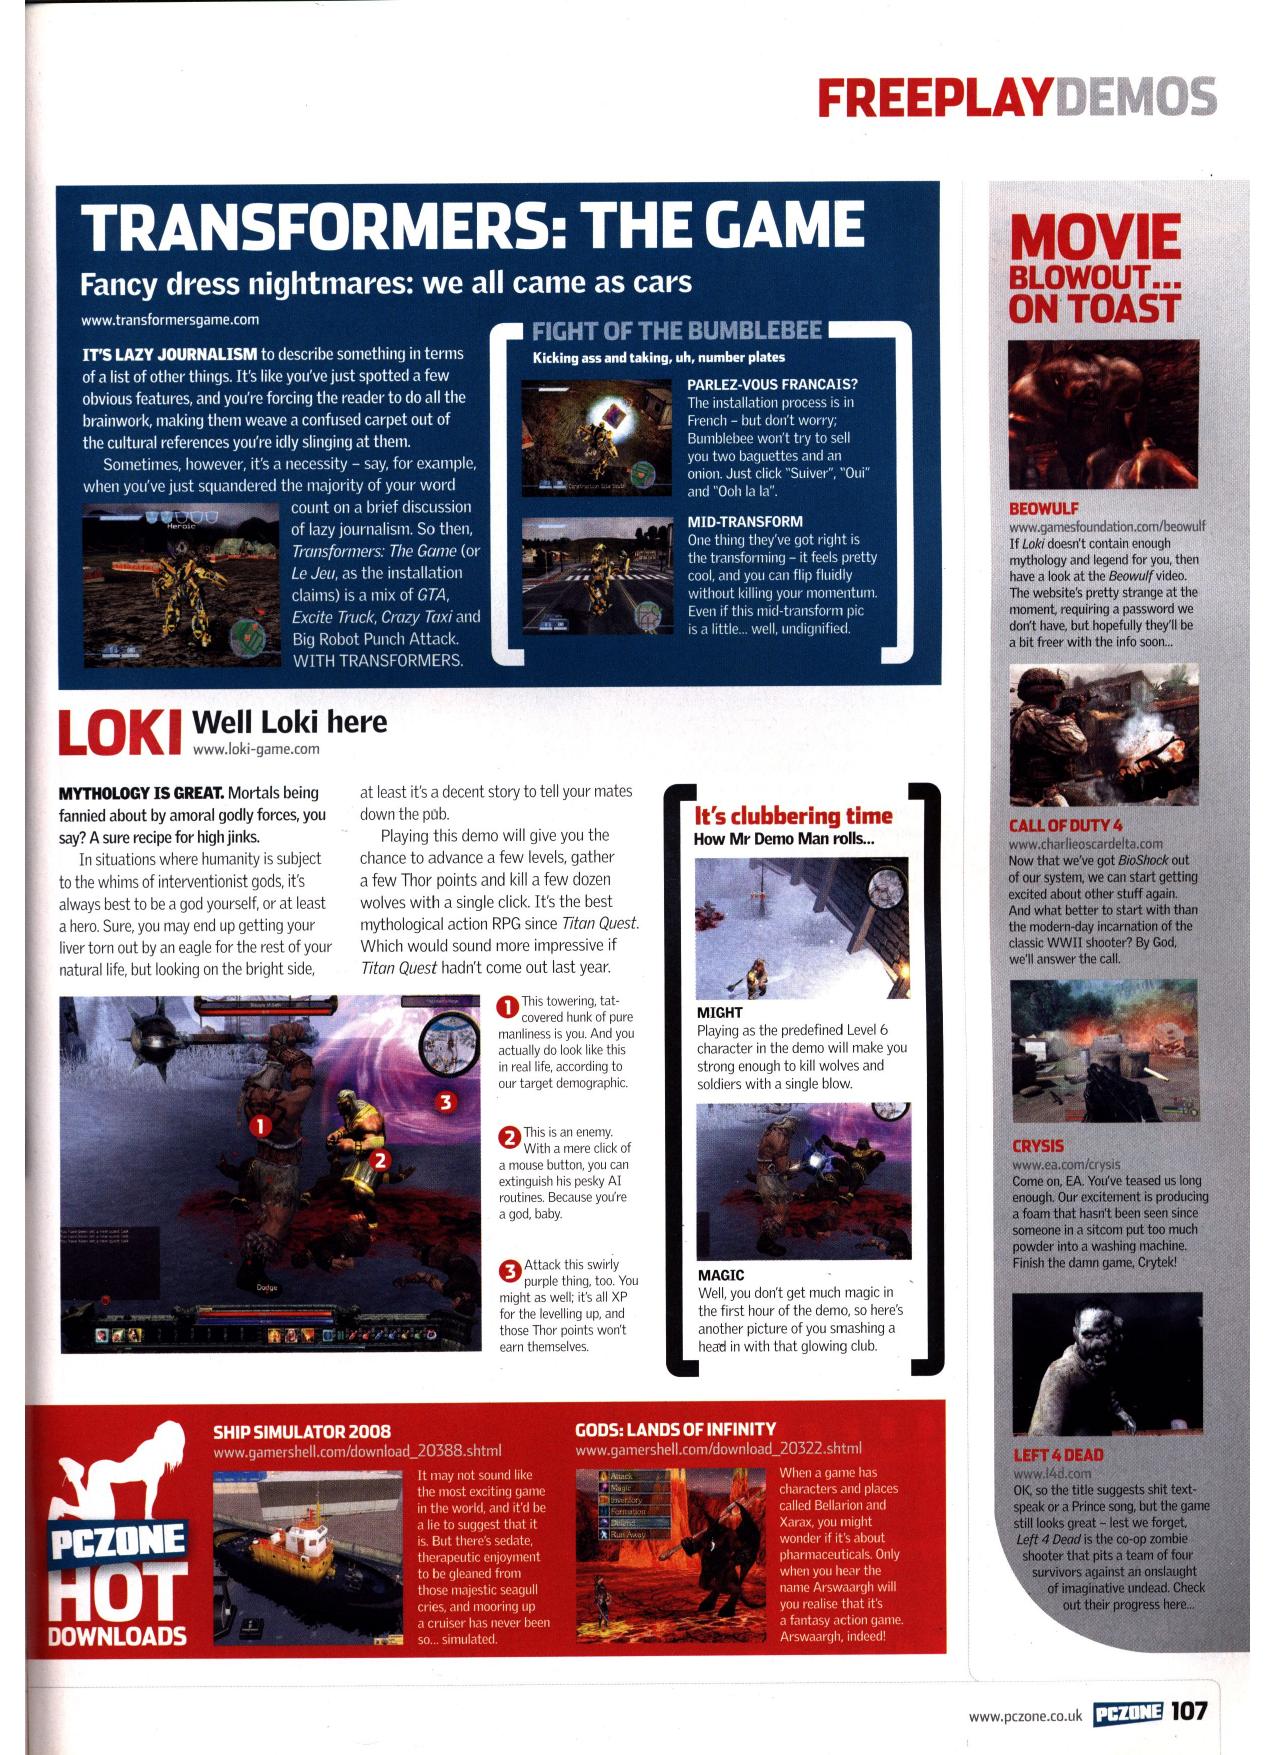 FREEPLAYDEMOS
TRANSFORMERS: THE GAME
Fancy dress nightmares: we all came as cars
www.transformersgame.com
IT'S LAZY JOURNALISM to describe something in terms
of a list of other things. It's like you've just spotted a few
obvious features, and you're forcing the reader to do all the
brainwork, making them weave a confused carpet out of
the cultural references you're idly slinging at them.
Sometimes, however, it's a necessity – say, for example,
when you've just squandered the majority of your word
count on a brief discussion
of lazy journalism. So then,
Transformers: The Game (or
Le Jeu, as the installation
claims) is a mix of GTA,
Excite Truck, Crazy Taxi and
Big Robot Punch Attack.
WITH TRANSFORMERS.
Heroic
FIGHT OF THE BUMBLEBEE
Kicking ass and taking, uh, number plates
PARLEZ-VOUS FRANCAIS?
The installation process is in
French – but don't worry;
Bumblebee won't try to sell
you two baguettes and an
onion. Just click "Suiver", "Oui"
and "Ooh la la".
MID-TRANSFORM
One thing they've got right is
the transforming – it feels pretty
cool, and you can flip fluidly
without killing your momentum.
Even if this mid-transform pic
is a little... well, undignified.
LOKI Well Loki here
www.loki-game.com
MYTHOLOGY IS GREAT. Mortals being
fannied about by amoral godly forces, you
say? A sure recipe for high jinks.
In situations where humanity is subject
to the whims of interventionist gods, it's
always best to be a god yourself, or at least
a hero. Sure, you may end up getting your
liver torn out by an eagle for the rest of your
natural life, but looking on the bright side,
at least it's a decent story to tell your mates
down the pub.
Playing this demo will give you the
chance to advance a few levels, gather
a few Thor points and kill a few dozen
wolves with a single click. It's the best
mythological action RPG since Titan Quest.
Which would sound more impressive if
Titan Quest hadn't come out last year.
1
2
3
Dodge
1 This towering, tat-
covered hunk of pure
manliness is you. And you
actually do look like this
in real life, according to
our target demographic.
2 This is an enemy.
With a mere click of
a mouse button, you can
extinguish his pesky AI
routines. Because you're
a god, baby.
3 Attack this swirly
purple thing, too. You
might as well; it's all XP
for the levelling up, and
those Thor points won't
earn themselves.
It's clubbering time
How Mr Demo Man rolls...
MIGHT
Playing as the predefined Level 6
character in the demo will make you
strong enough to kill wolves and
soldiers with a single blow.
MAGIC
Well, you don't get much magic in
the first hour of the demo, so here's
another picture of you smashing a
head in with that glowing club.
PCZONE
HOT
DOWNLOADS
SHIP SIMULATOR 2008
www.gamershell.com/download_20388.shtml
It may not sound like
the most exciting game
in the world, and it'd be
a lie to suggest that it
is. But there's sedate,
therapeutic enjoyment
to be gleaned from
those majestic seagull
cries, and mooring up
a cruiser has never been
so... simulated.
GODS: LANDS OF INFINITY
www.gamershell.com/download_20322.shtml
Attack
Magic
Inventory
Formation
Defend
Run Away
When a game has
characters and places
called Bellarion and
Xarax, you might
wonder if it's about
pharmaceuticals. Only
when you hear the
name Arswaargh will
you realise that it's
a fantasy action game.
Arswaargh, indeed!
MOVIE
BLOWOUT...
ON TOAST
BEOWULF
www.gamesfoundation.com/beowulf
If Loki doesn't contain enough
mythology and legend for you, then
have a look at the Beowulf video.
The website's pretty strange at the
moment, requiring a password we
don't have, but hopefully they'll be
a bit freer with the info soon...
CALL OF DUTY 4
www.charlieoscardelta.com
Now that we've got BioShock out
of our system, we can start getting
excited about other stuff again.
And what better to start with than
the modern-day incarnation of the
classic WWII shooter? By God,
we'll answer the call.
CRYSIS
www.ea.com/crysis
Come on, EA. You've teased us long
enough. Our excitement is producing
a foam that hasn't been seen since
someone in a sitcom put too much
powder into a washing machine.
Finish the damn game, Crytek!
LEFT 4 DEAD
www.l4d.com
OK, so the title suggests shit text-
speak or a Prince song, but the game
still looks great – lest we forget,
Left 4 Dead is the co-op zombie
shooter that pits a team of four
survivors against an onslaught
of imaginative undead. Check
out their progress here...
www.pczone.co.uk PCZONE 107